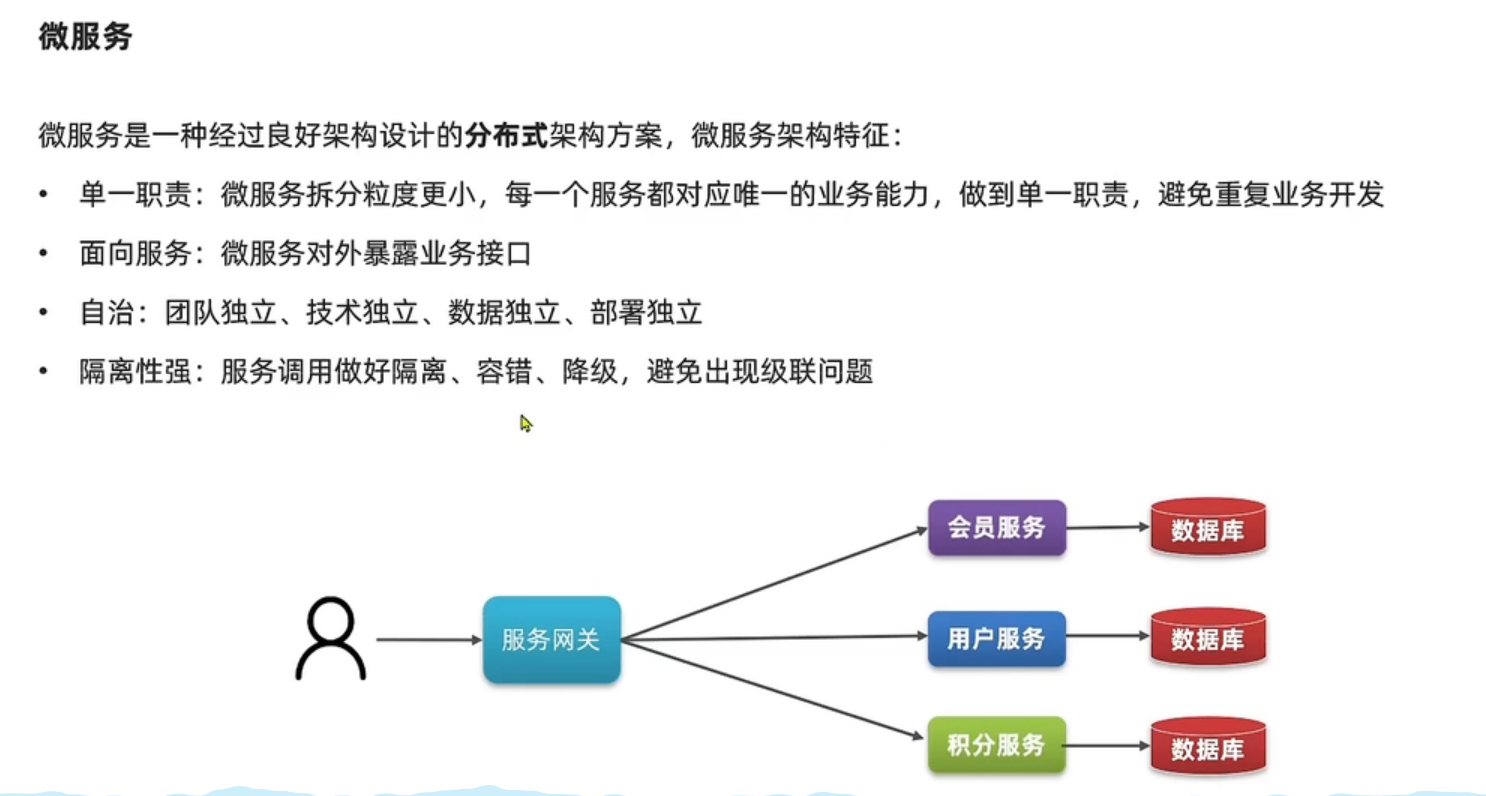 微服务
微服务是一种经过良好架构设计的分布式架构方案，微服务架构特征：
• 单一职责：微服务拆分粒度更小，每一个服务都对应唯一的业务能力，做到单一职责，避免重复业务开发
• 面向服务：微服务对外暴露业务接口
• 自治：团队独立、技术独立、数据独立、部署独立
• 隔离性强：服务调用做好隔离、容错、降级，避免出现级联问题
会员服务
数据库
服务网关
用户服务
数据库
积分服务
数据库